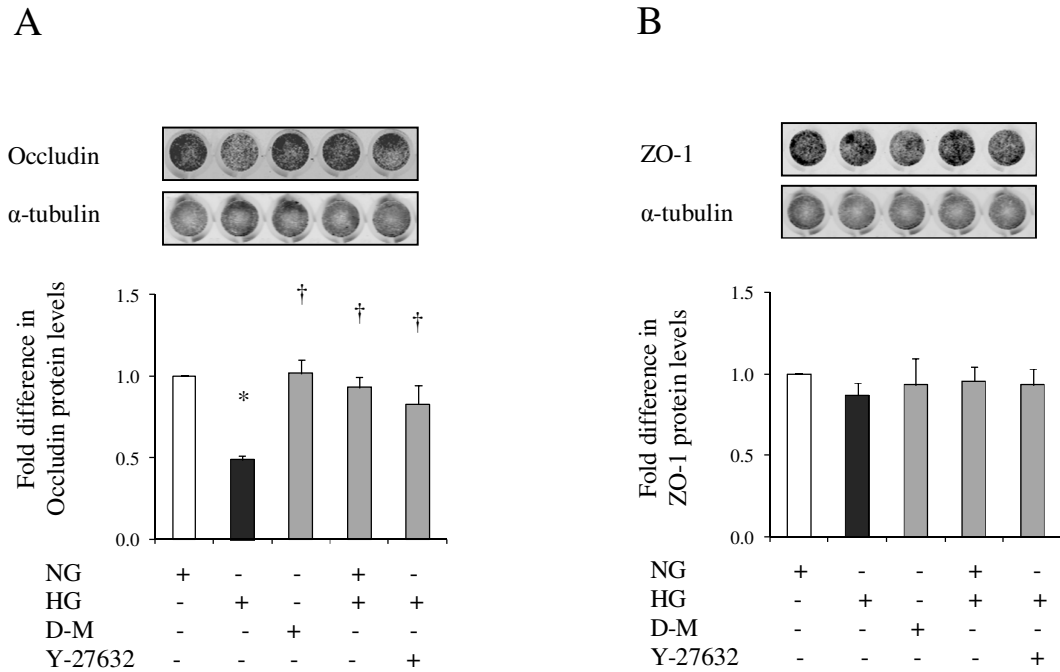 A
Occludin
α-tubulin
Fold difference in
Occludin protein levels
1.5
1.0
0.5
0.0
*
†
†
†
NG + - - + -
HG - + - + +
D-M - - + - -
Y-27632 - - - - +
B
ZO-1
α-tubulin
Fold difference in
ZO-1 protein levels
1.5
1.0
0.5
0.0
NG + - - + -
HG - + - + +
D-M - - + - -
Y-27632 - - - - +